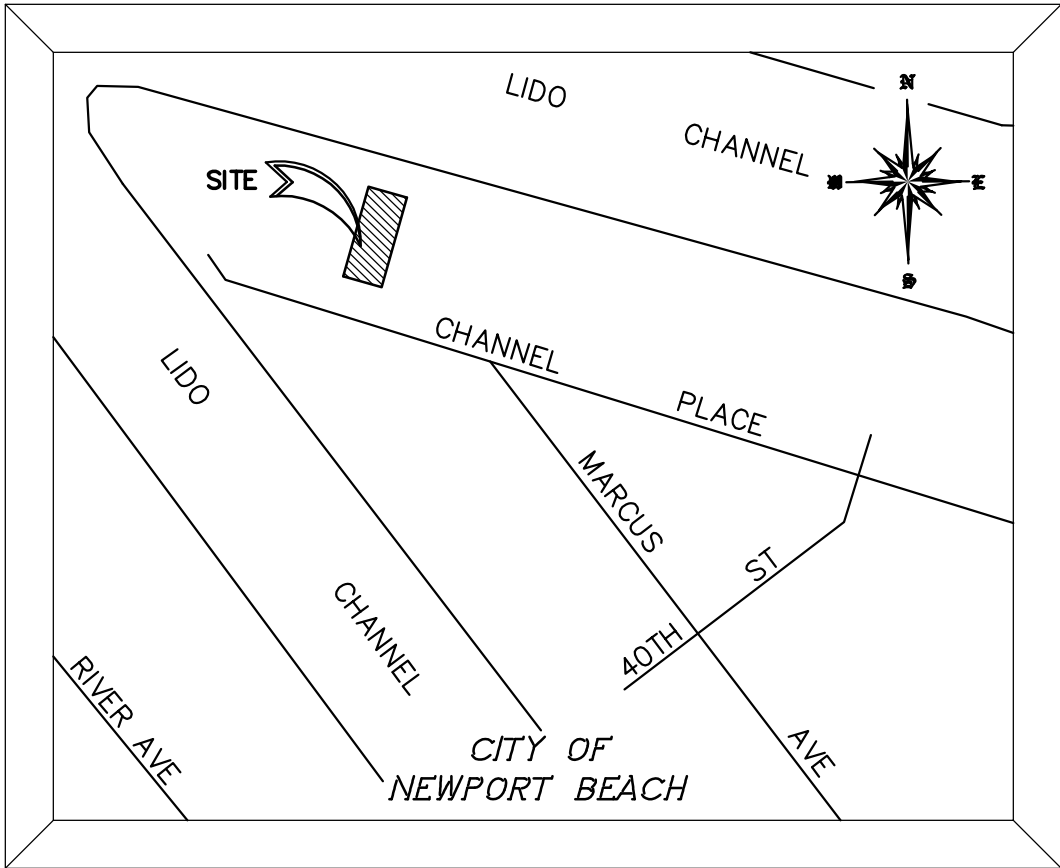 LIDO
CHANNEL
N
W
E
S
SITE
CHANNEL
PLACE
LIDO
CHANNEL
MARCUS
AVE
40TH
ST
RIVER AVE
CITY OF
NEWPORT BEACH